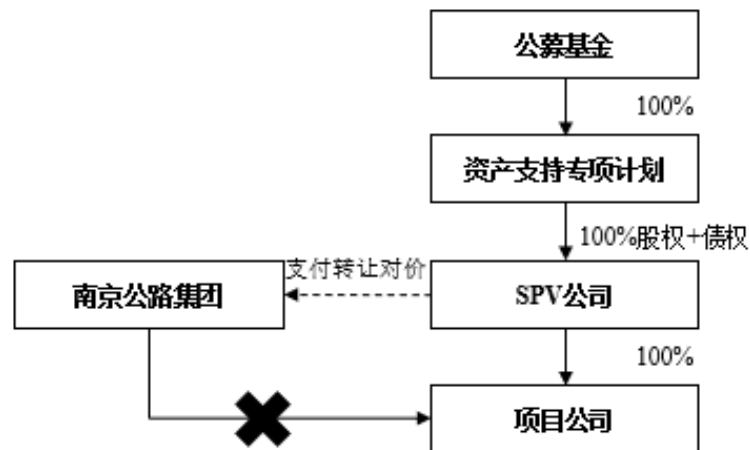 公募基金
100%
资产支持专项计划
100%股权+债权
支付转让对价
南京公路集团
SPV公司
100%
项目公司